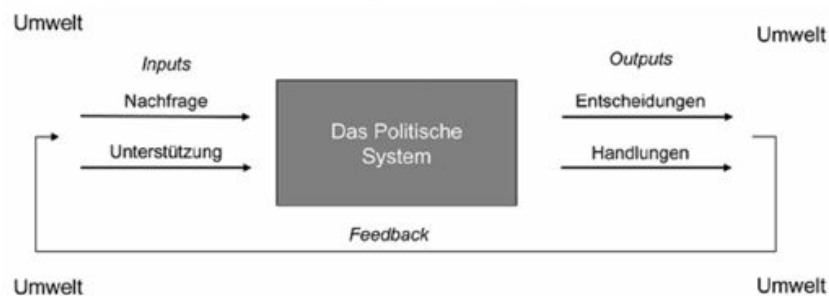 Umwelt
Umwelt
Inputs
Outputs
Nachfrage
Entscheidungen
Das Politische
System
Unterstützung
Handlungen
Feedback
Umwelt
Umwelt